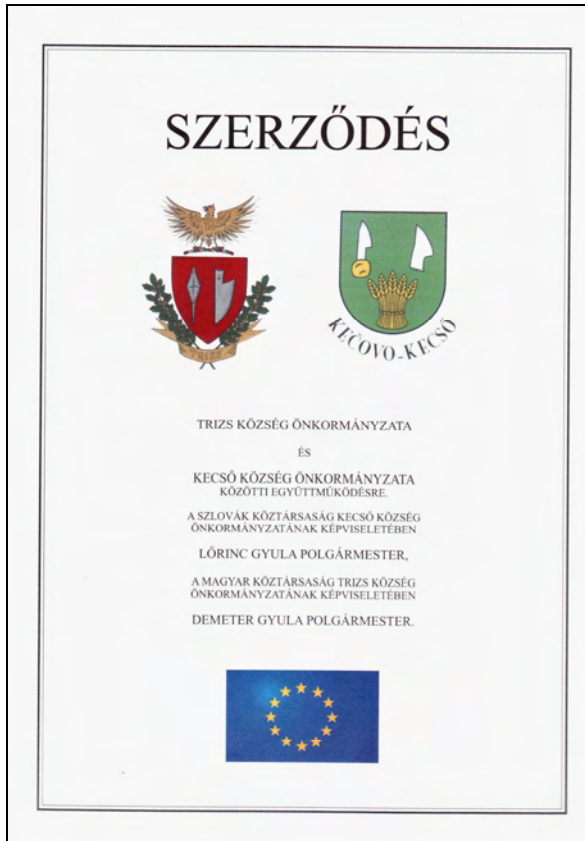 SZERZŐDÉS
TRIZS
KEČOVO-KECSŐ
TRIZS KÖZSÉG ÖNKORMÁNYZATA
ÉS
KECSŐ KÖZSÉG ÖNKORMÁNYZATA
KÖZÖTTI EGYÜTTMŰKÖDÉSRE.
A SZLOVÁK KÖZTÁRSASÁG KECSŐ KÖZSÉG
ÖNKORMÁNYZATÁNAK KÉPVISELETÉBEN
LŐRINC GYULA POLGÁRMESTER,
A MAGYAR KÖZTÁRSASÁG TRIZS KÖZSÉG
ÖNKORMÁNYZATÁNAK KÉPVISELETÉBEN
DEMETER GYULA POLGÁRMESTER.